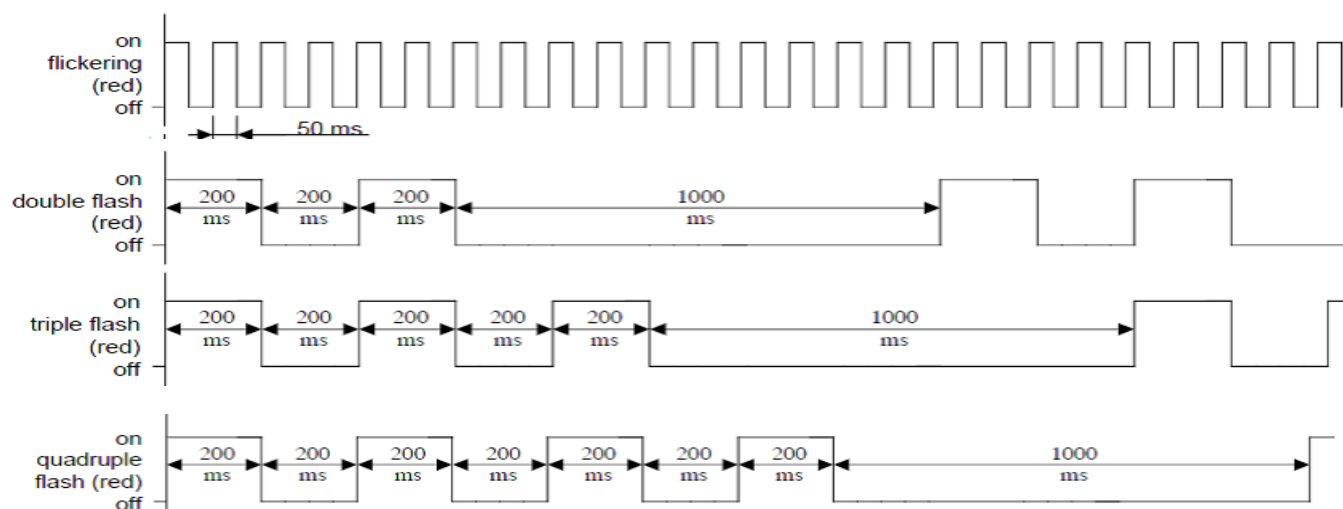 on
flickering
(red)
off
50 ms
on
double flash
(red)
off
200 200 200 1000
ms ms ms ms
on
triple flash
(red)
off
200 200 200 200 200 1000
ms ms ms ms ms ms
on
quadruple
flash (red)
off
200 200 200 200 200 200 200 1000
ms ms ms ms ms ms ms ms